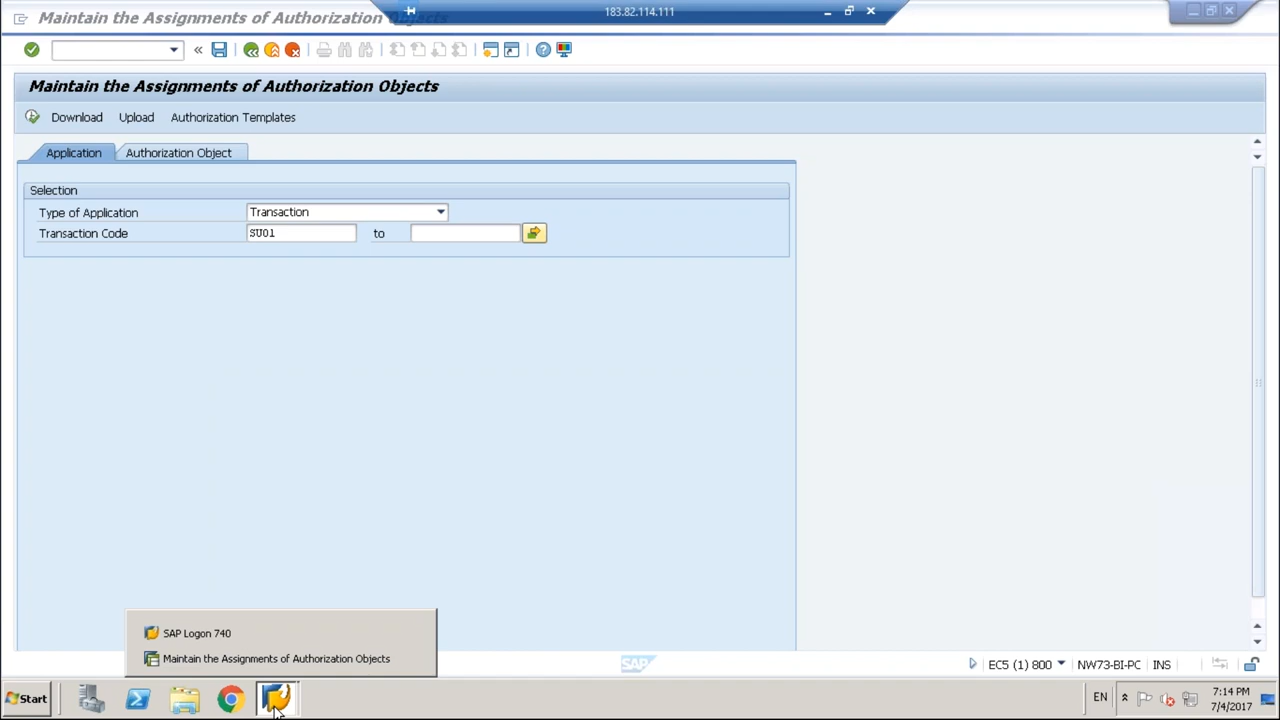 Maintain the Assignments of Authorization Objects
183.82.114.111
Maintain the Assignments of Authorization Objects
Download Upload Authorization Templates
Application Authorization Object
Selection
Type of Application Transaction
Transaction Code SU01 to
SAP Logon 740
Maintain the Assignments of Authorization Objects
SAP EC5 (1) 800 NW73-BI-PC INS
Start EN 7:14 PM
7/4/2017